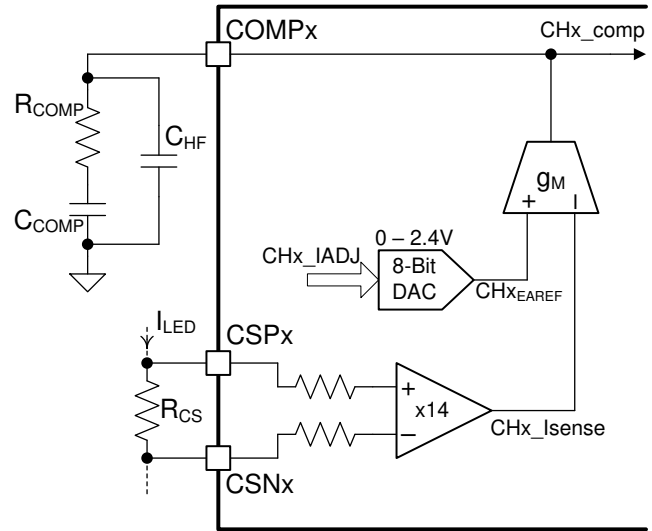 COMPx
CHx_comp
RCOMP
CHF
CCOMP
gM
+
–
0 – 2.4V
CHx_IADJ
8-Bit
DAC
CHxEAREF
ILED
CSPx
RCS
+
x14
–
CHx_Isense
CSNx